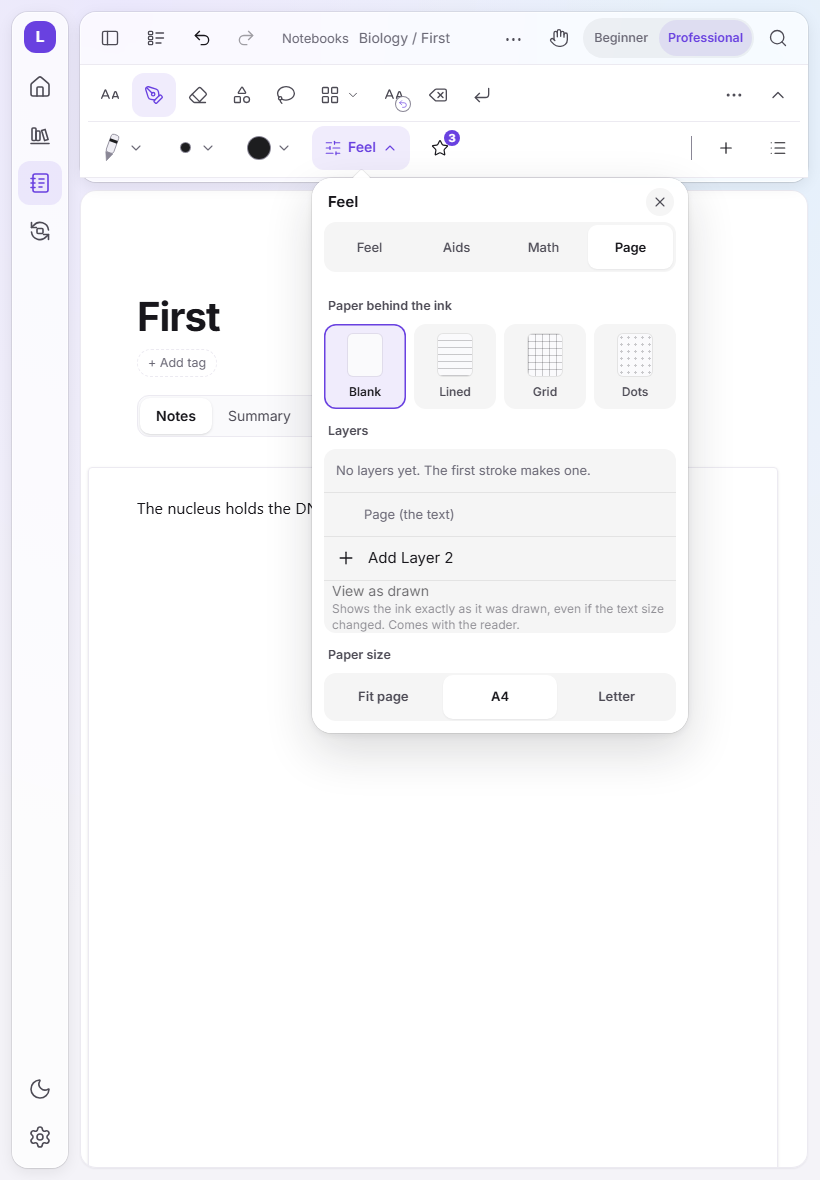 L
Notebooks Biology / First
Beginner Professional
Feel
3
Feel
Feel Aids Math Page
Paper behind the ink
Blank Lined Grid Dots
First
+ Add tag
Notes Summary
Layers
No layers yet. The first stroke makes one.
Page (the text)
The nucleus holds the
Add Layer 2
View as drawn
Shows the ink exactly as it was drawn, even if the text size
changed. Comes with the reader.
Paper size
Fit page A4 Letter